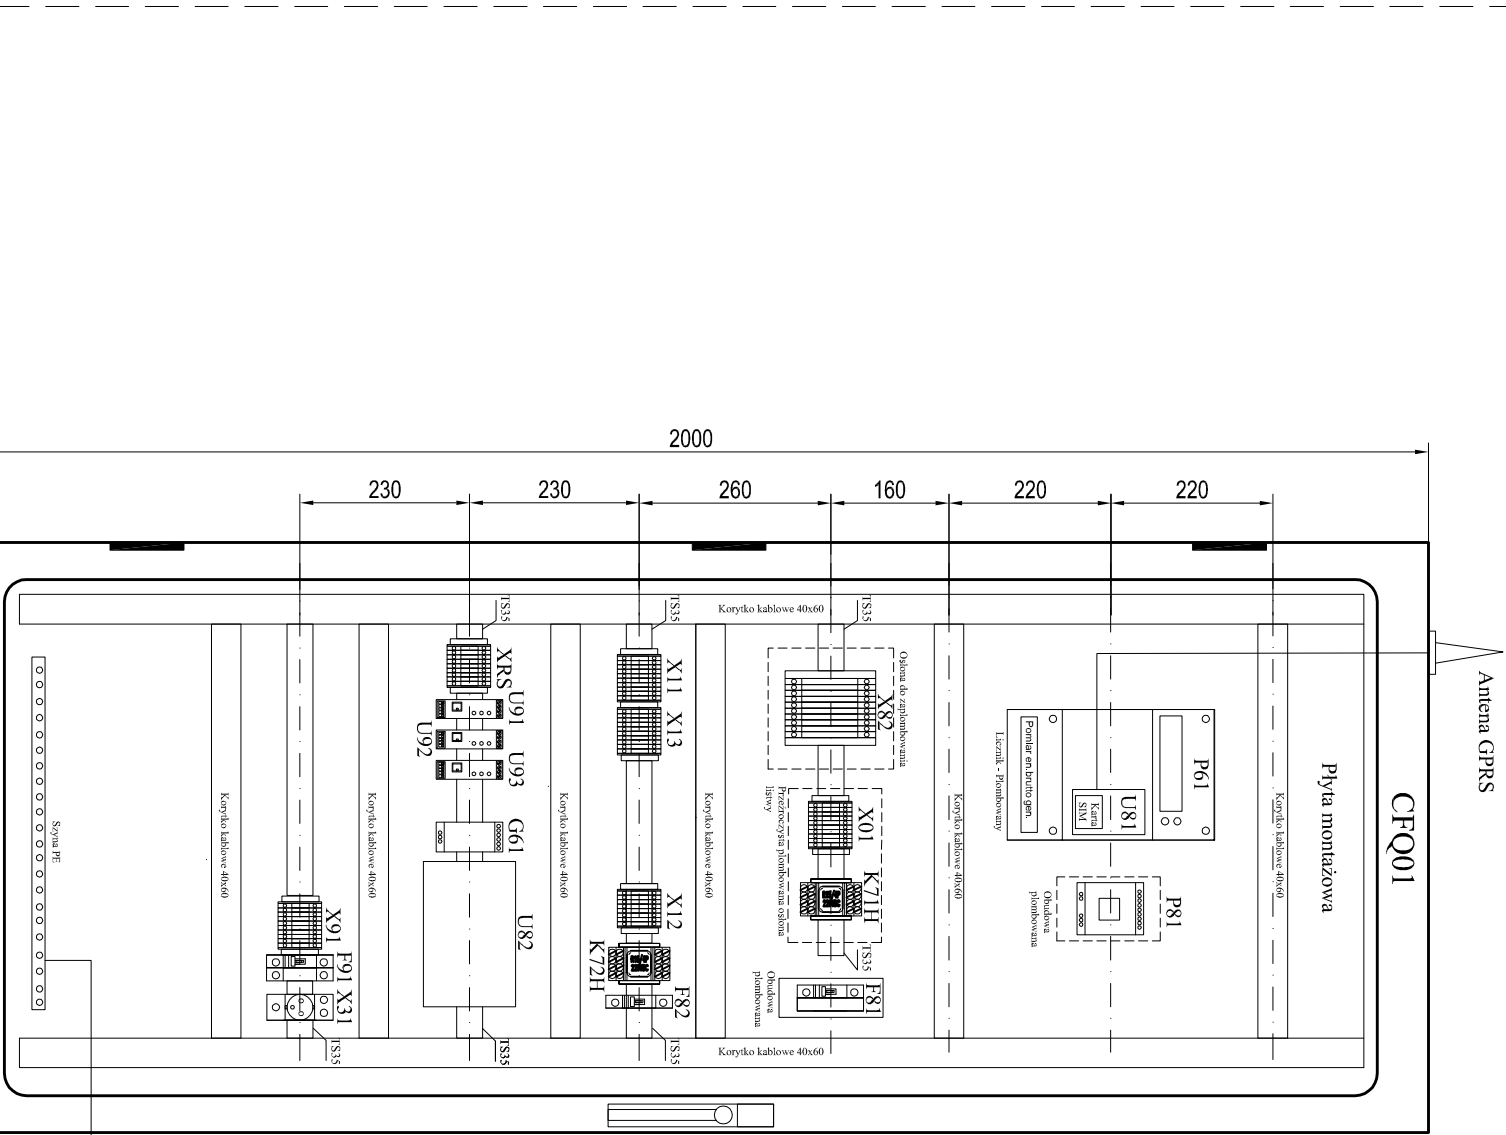 2000
230
230
260
160
220
220
Antena GPRS
CFQ01
Płyta montażowa
Korytko kablowe 40x60
Korytko kablowe 40x60
P61
U81
Karta
SIM
Pomiar en.brutto gen.
Licznik - Plombowany
P81
Obudowa
plombowana
Korytko kablowe 40x60
TS35
Osłona do zaplombowania
X82
X01
K71H
Przeźroczysta plombowana osłona
listwy
TS35
F81
Obudowa
plombowana
Korytko kablowe 40x60
TS35
X11
X13
X12
K72H
F82
TS35
Korytko kablowe 40x60
TS35
XRS
U91
U92
U93
G61
U82
TS35
Korytko kablowe 40x60
X91
F91
X31
TS35
Korytko kablowe 40x60
Szyna PE
Korytko kablowe 40x60